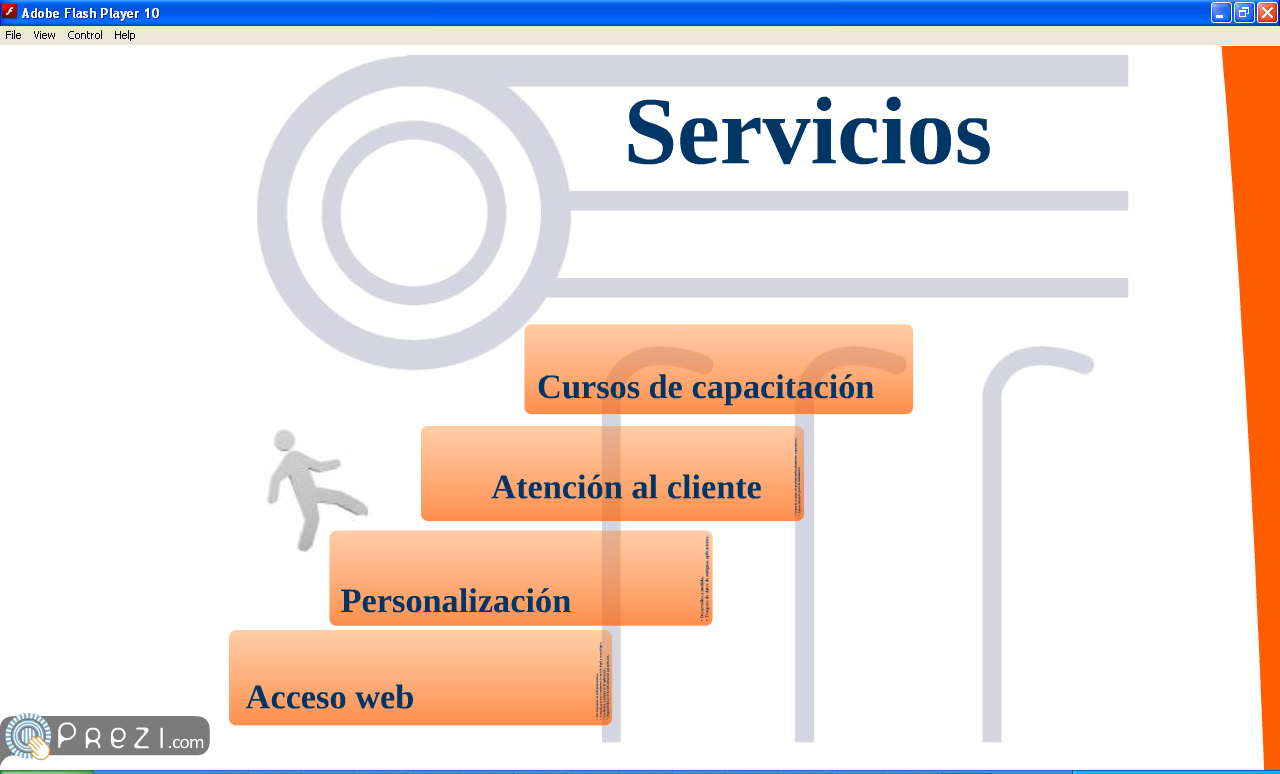 Adobe Flash Player 10
File View Control Help
Servicios
Cursos de capacitación
Atención al cliente
Personalización
Acceso web
Prezi.com